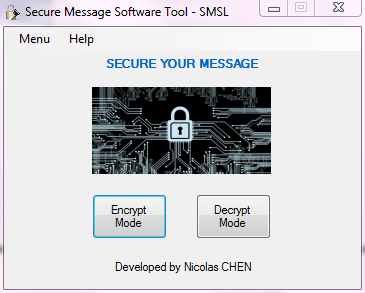 Secure Message Software Tool - SMSL
Menu Help
SECURE YOUR MESSAGE
Encrypt
Mode
Decrypt
Mode
Developed by Nicolas CHEN